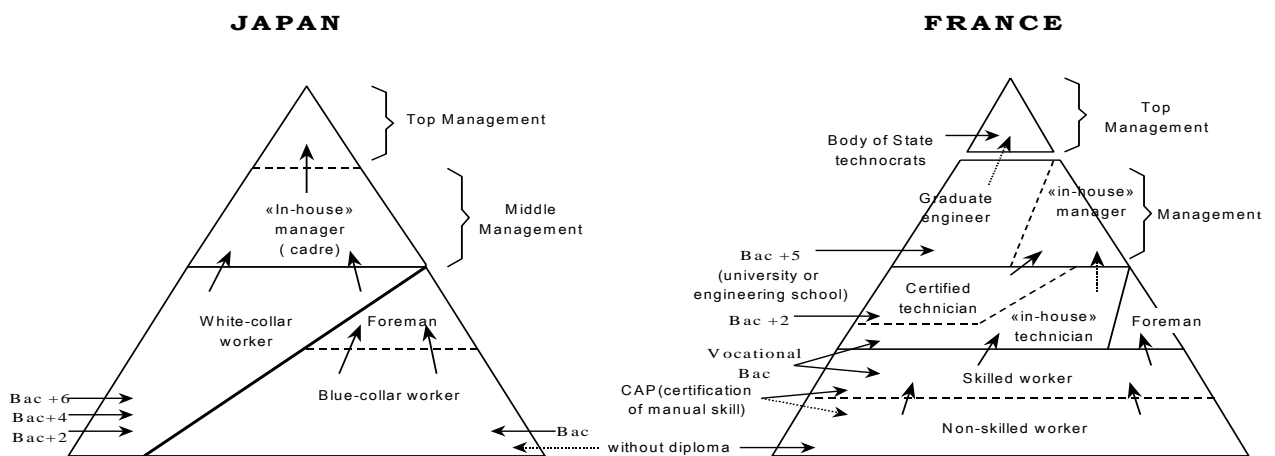 JAPAN
Top Management
«In-house»
manager
( cadre)
Middle
Management
White-collar
worker
Foreman
Blue-collar worker
Bac +6
Bac+4
Bac+2
Bac
without diploma
FRANCE
Top
Management
Body of State
technocrats
Graduate
engineer
«in-house»
manager
Management
Bac +5
(university or
engineering school)
Certified
technician
Bac +2
«in-house»
technician
Foreman
Vocational
Bac
Skilled worker
CAP(certification
of manual skill)
Non-skilled worker